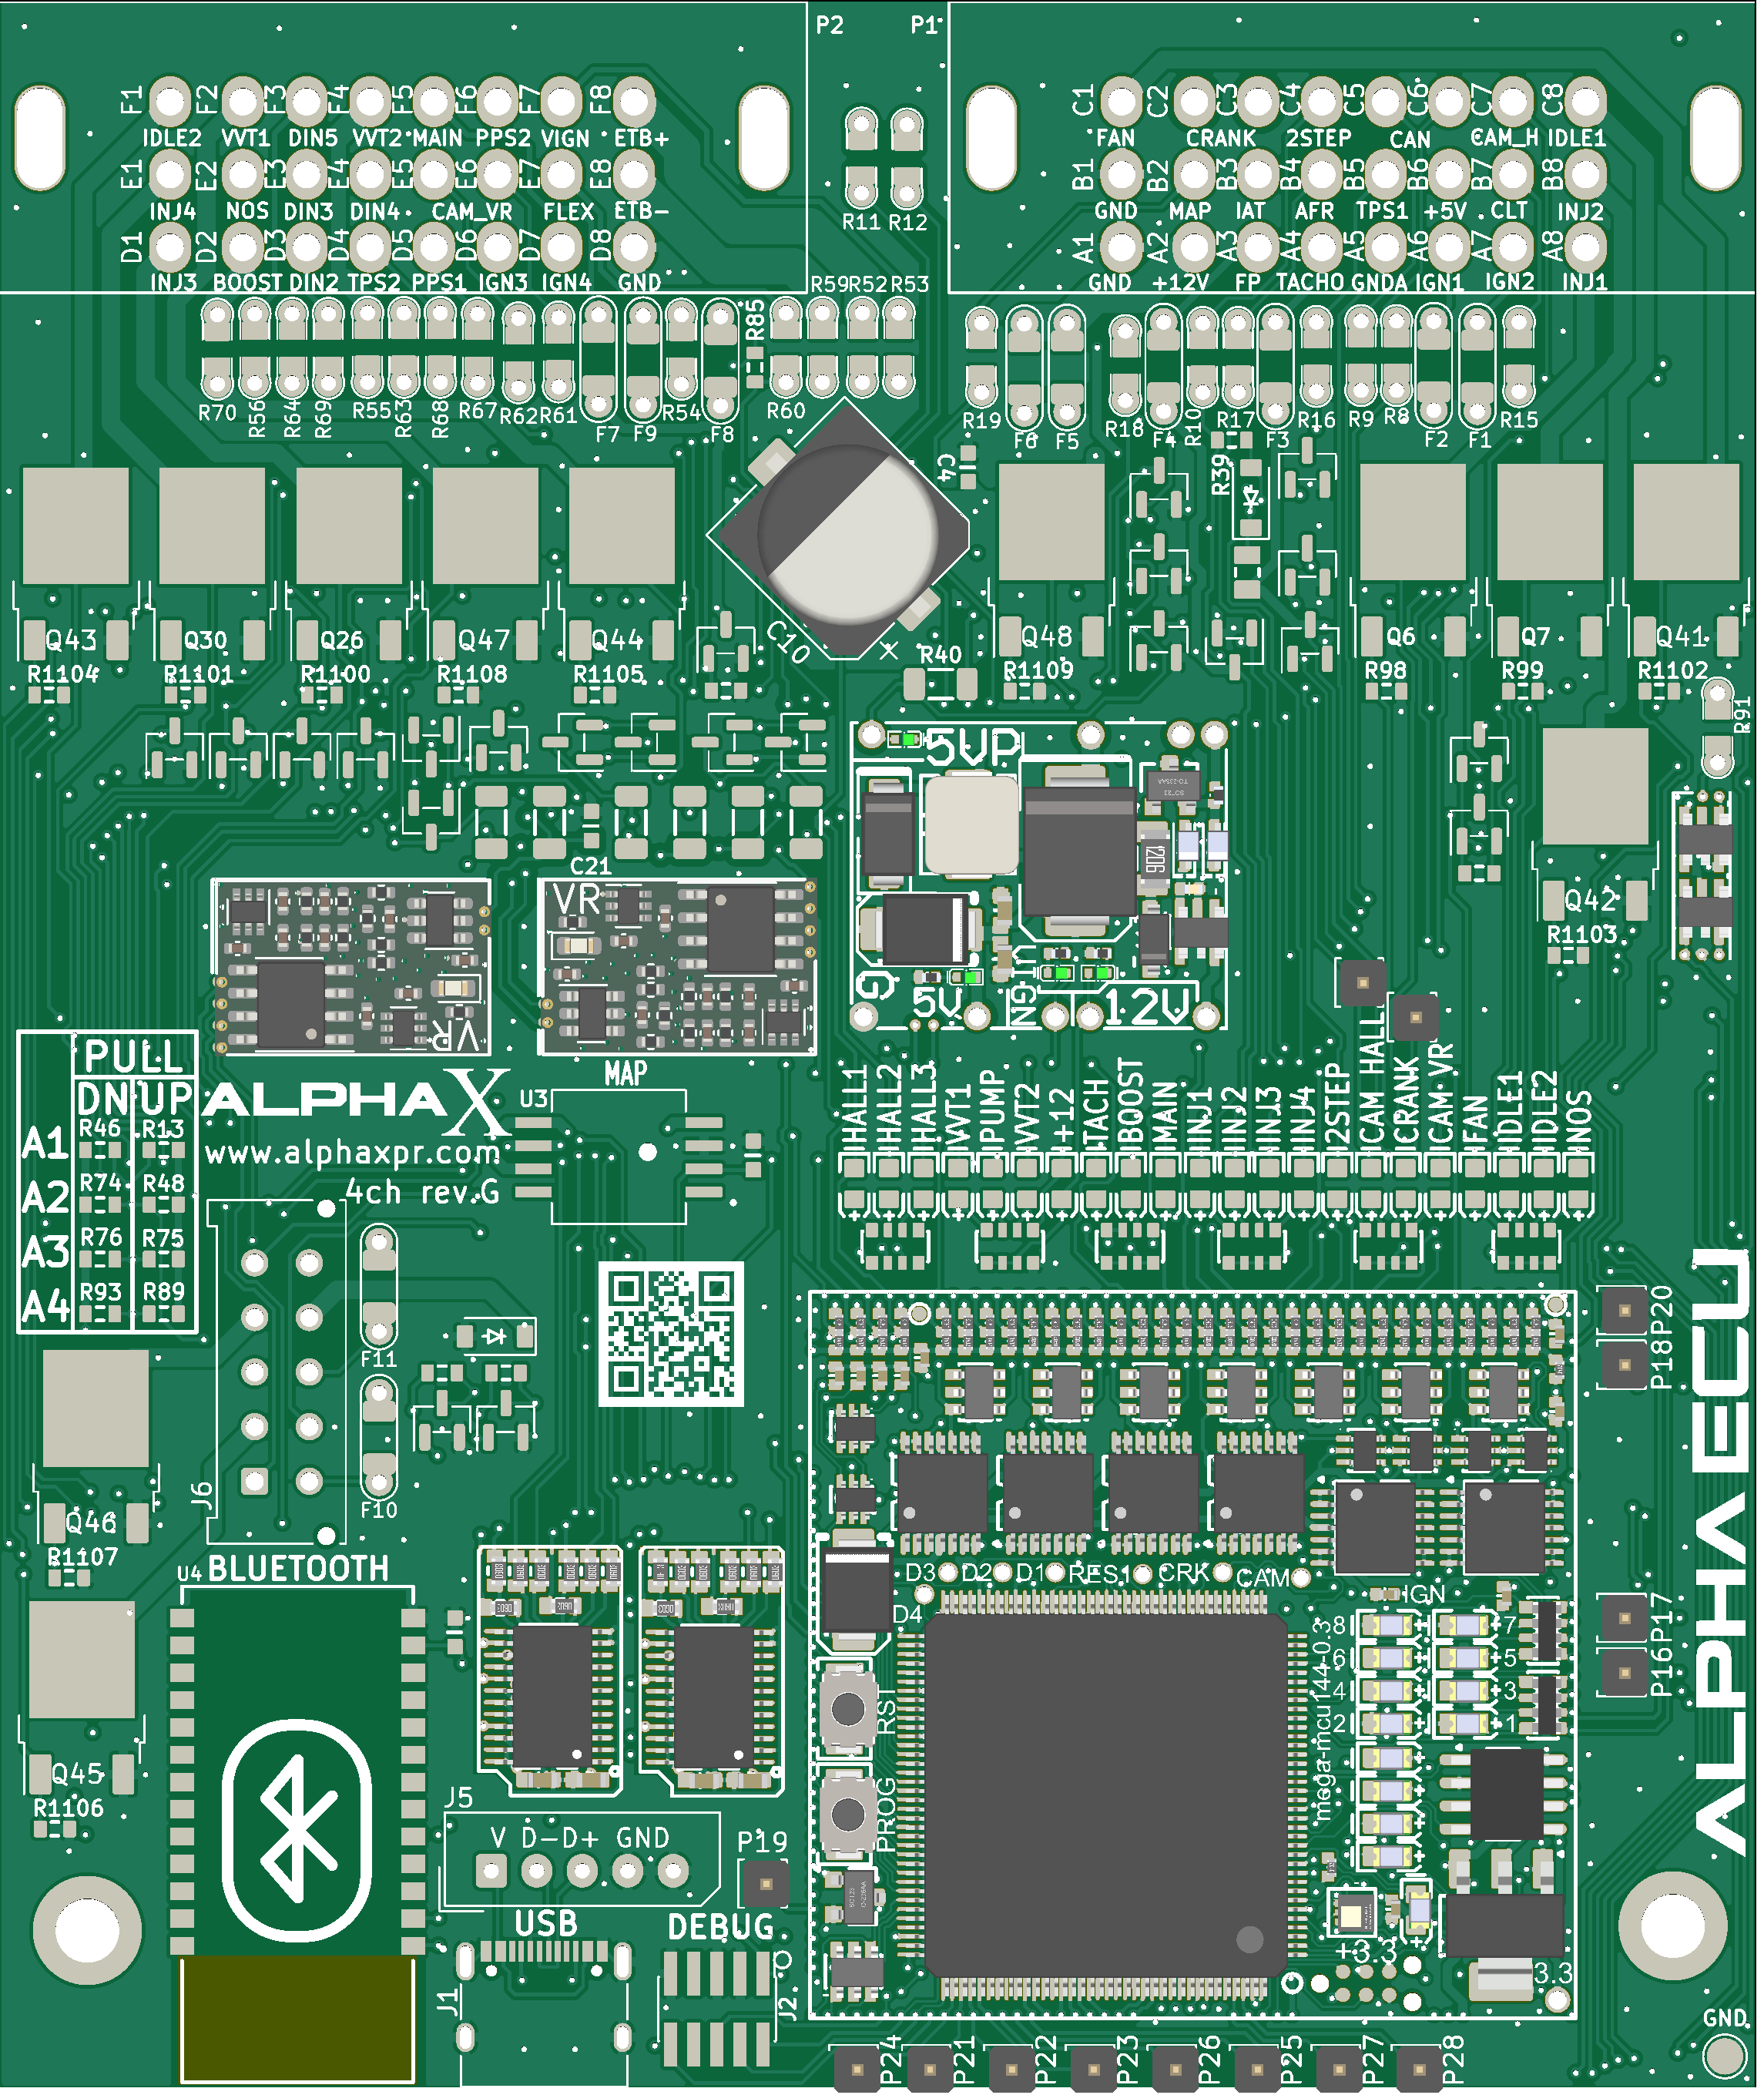 P2 P1
F1 F2 F3 F4 F5 F6 F7 F8
IDLE2 VVT1 DIN5 VVT2 MAIN PPS2 VIGN ETB+
E1 E2 E3 E4 E5 E6 E7 E8
INJ4 NOS DIN3 DIN4 CAM_VR FLEX ETB-
D1 D2 D3 D4 D5 D6 D7 D8
INJ3 BOOST DIN2 TPS2 PPS1 IGN3 IGN4 GND
C1 C2 C3 C4 C5 C6 C7 C8
FAN CRANK 2STEP CAN CAM_H IDLE1
B1 B2 B3 B4 B5 B6 B7 B8
GND MAP IAT AFR TPS1 +5V CLT INJ2
A1 A2 A3 A4 A5 A6 A7 A8
GND +12V FP TACHO GNDA IGN1 IGN2 INJ1
R11 R12
R59 R52 R53
R85
R70 R56 R64 R69 R55 R63 R68 R67 R62 R61 F7 F9 R54 F8 R60
R19 F6 F5 R18 F4 R10 R17 F3 R16 R9 R8 F2 F1 R15
C4
R39
C10
Q43 Q30 Q26 Q47 Q44 Q48 Q6 Q7 Q41
R1104 R1101 R1100 R1108 R1105 R40 R1109 R98 R99 R1102
R91
5VP
1206
C21
VR
VR
G 5V IGN 12V
Q42
R1103
MAP
U3
PULL
DN UP
R46 R13
A1
R74 R48
A2
R76 R75
A3
R93 R89
A4
ALPHAX
www.alphaxpr.com
4ch rev.G
HALL1 HALL2 HALL3 VVT1 PUMP VVT2 +12 TACH BOOST MAIN INJ1 INJ2 INJ3 INJ4 2STEP CAM HALL CRANK CAM VR FAN IDLE1 IDLE2 NOS
F11
F10
J6
Q46
R1107
U4 BLUETOOTH
Q45
R1106
P20
P18
P17
P16
ALPHA ECU
D3 D2 D1 RES1 CRK CAM
D4
IGN
8 7
6 5
4 3
2 1
mega-mcu144-0.3
RST
PROG
+3.3
3.3
J5
V D- D+ GND
P19
USB
DEBUG
J1
J2
GND
P24 P21 P22 P23 P26 P25 P27 P28